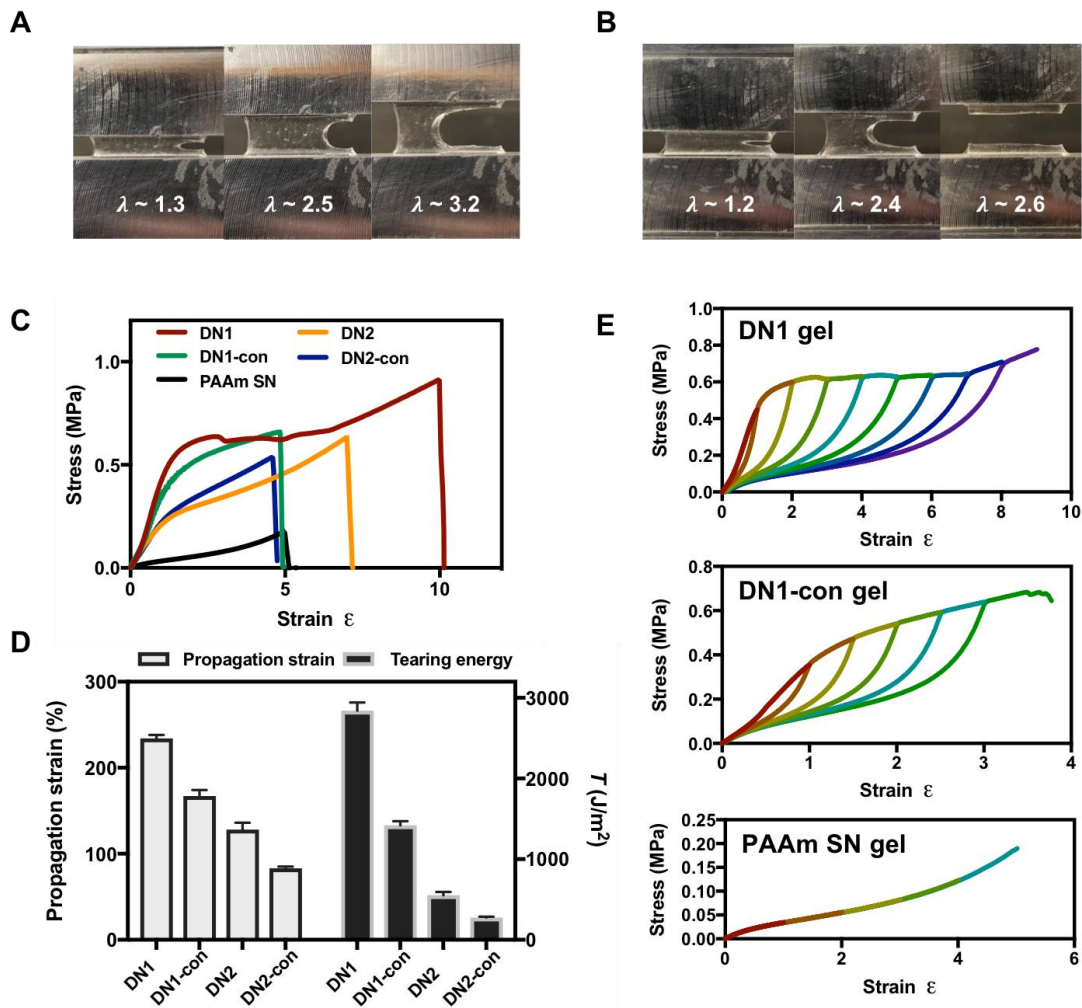 A
λ ~ 1.3
λ ~ 2.5
λ ~ 3.2
B
λ ~ 1.2
λ ~ 2.4
λ ~ 2.6
C
DN1
DN2
DN1-con
DN2-con
PAAm SN
Stress (MPa)
1.0
0.5
0.0
0
5
10
Strain ε
D
Propagation strain
Tearing energy
Propagation strain (%)
300
200
100
0
T (J/m²)
3000
2000
1000
0
DN1
DN1-con
DN2
DN2-con
DN1
DN1-con
DN2
DN2-con
E
DN1 gel
Stress (MPa)
1.0
0.8
0.6
0.4
0.2
0.0
0
2
4
6
8
10
Strain ε
DN1-con gel
Stress (MPa)
0.8
0.6
0.4
0.2
0.0
0
1
2
3
4
Strain ε
PAAm SN gel
Stress (MPa)
0.25
0.20
0.15
0.10
0.05
0.00
0
2
4
6
Strain ε